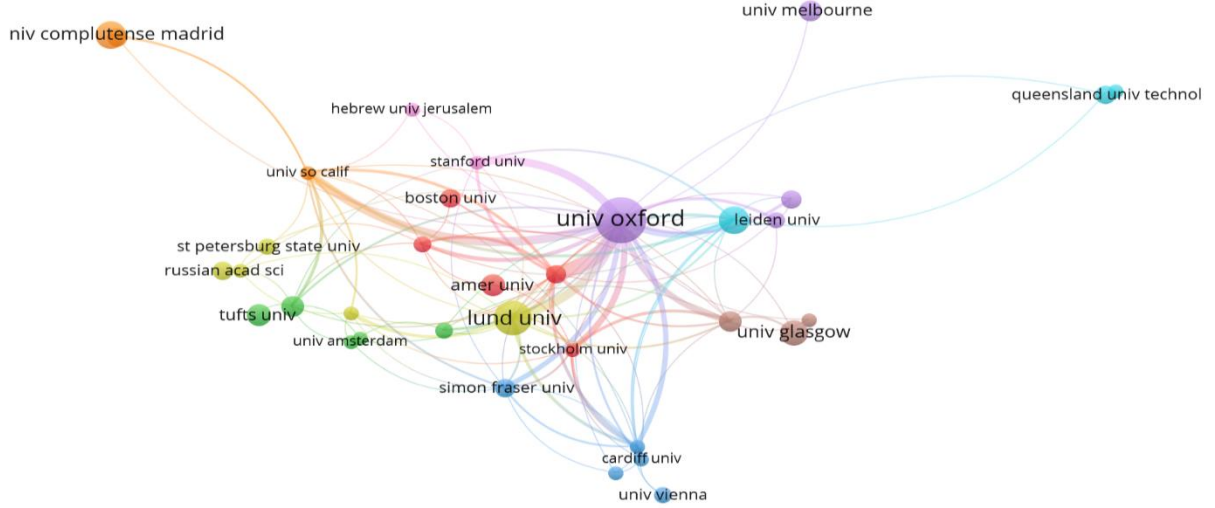 univ melbourne
niv complutense madrid
queensland univ technol
hebrew univ jerusalem
stanford univ
univ so calif
boston univ
univ oxford
leiden univ
st petersburg state univ
russian acad sci
amer univ
tufts univ
lund univ
univ glasgow
univ amsterdam
stockholm univ
simon fraser univ
cardiff univ
univ vienna